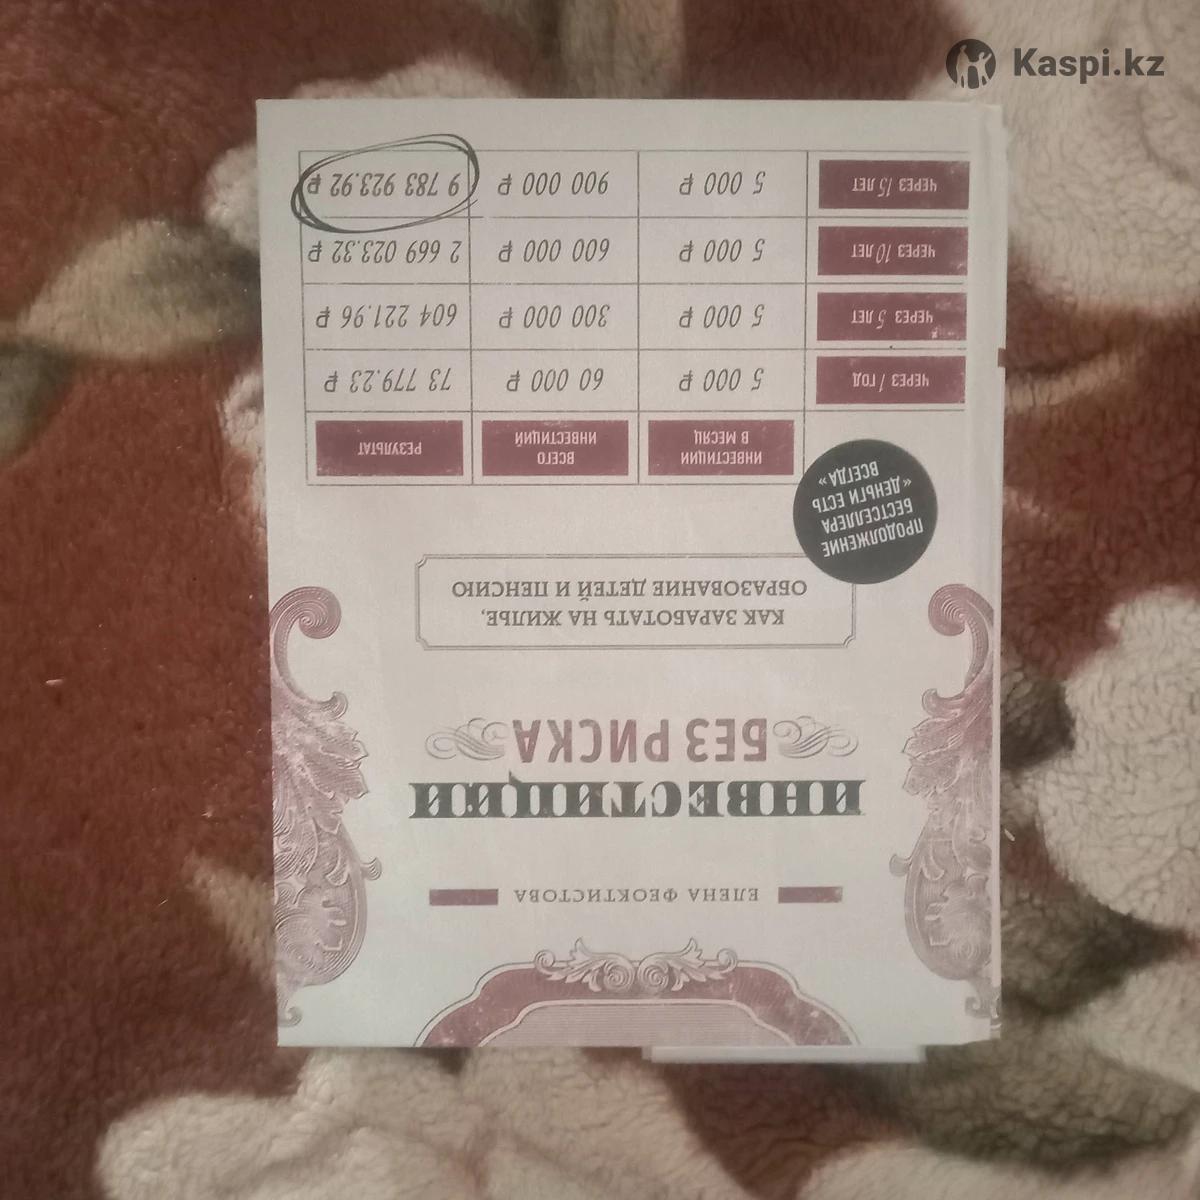 Kaspi.kz
ЕЛЕНА ФЕОКТИСТОВА
ИНВЕСТИЦИИ
БЕЗ РИСКА
КАК ЗАРАБОТАТЬ НА ЖИЛЬЕ,
ОБРАЗОВАНИЕ ДЕТЕЙ И ПЕНСИЮ
ПРОДОЛЖЕНИЕ
БЕСТСЕЛЛЕРА
«ДЕНЬГИ ЕСТЬ
ВСЕГДА»
ИНВЕСТИЦИИ
В МЕСЯЦ
ВСЕГО
ИНВЕСТИЦИЙ
РЕЗУЛЬТАТ
ЧЕРЕЗ 1 ГОД 5 000 ₽ 60 000 ₽ 73 779.23 ₽
ЧЕРЕЗ 5 ЛЕТ 5 000 ₽ 300 000 ₽ 604 221.96 ₽
ЧЕРЕЗ 10 ЛЕТ 5 000 ₽ 600 000 ₽ 2 669 023.32 ₽
ЧЕРЕЗ 15 ЛЕТ 5 000 ₽ 900 000 ₽ 9 783 923.92 ₽